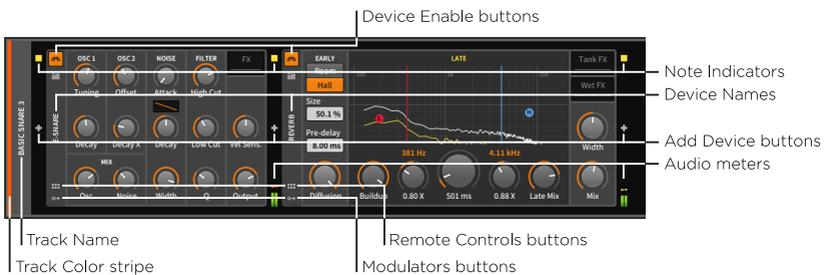 Device Enable buttons
OSC 1 OSC 2 NOISE FILTER FX
Tuning Offset Attack High Cut
Decay Decay X Decay Low Cut Vel Sens.
MIX
Osc Noise Width Q Output
E-SNARE
BASIC SNARE 3
REVERB
EARLY LATE Tank FX
Room
Hall
Wet FX
Size
50.1 %
Pre-delay
8.00 ms
L H
381 Hz 4.11 kHz
Width
Diffusion Buildup 0.80 X 501 ms 0.88 X Late Mix Mix
Note Indicators
Device Names
Add Device buttons
Audio meters
Track Name
Remote Controls buttons
Track Color stripe
Modulators buttons